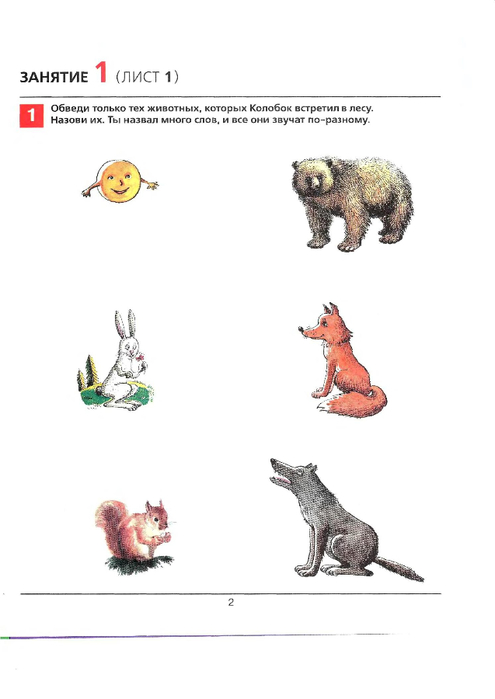 ЗАНЯТИЕ 1 (ЛИСТ 1)
1
Обведи только тех животных, которых Колобок встретил в лесу.
Назови их. Ты назвал много слов, и все они звучат по-разному.
2